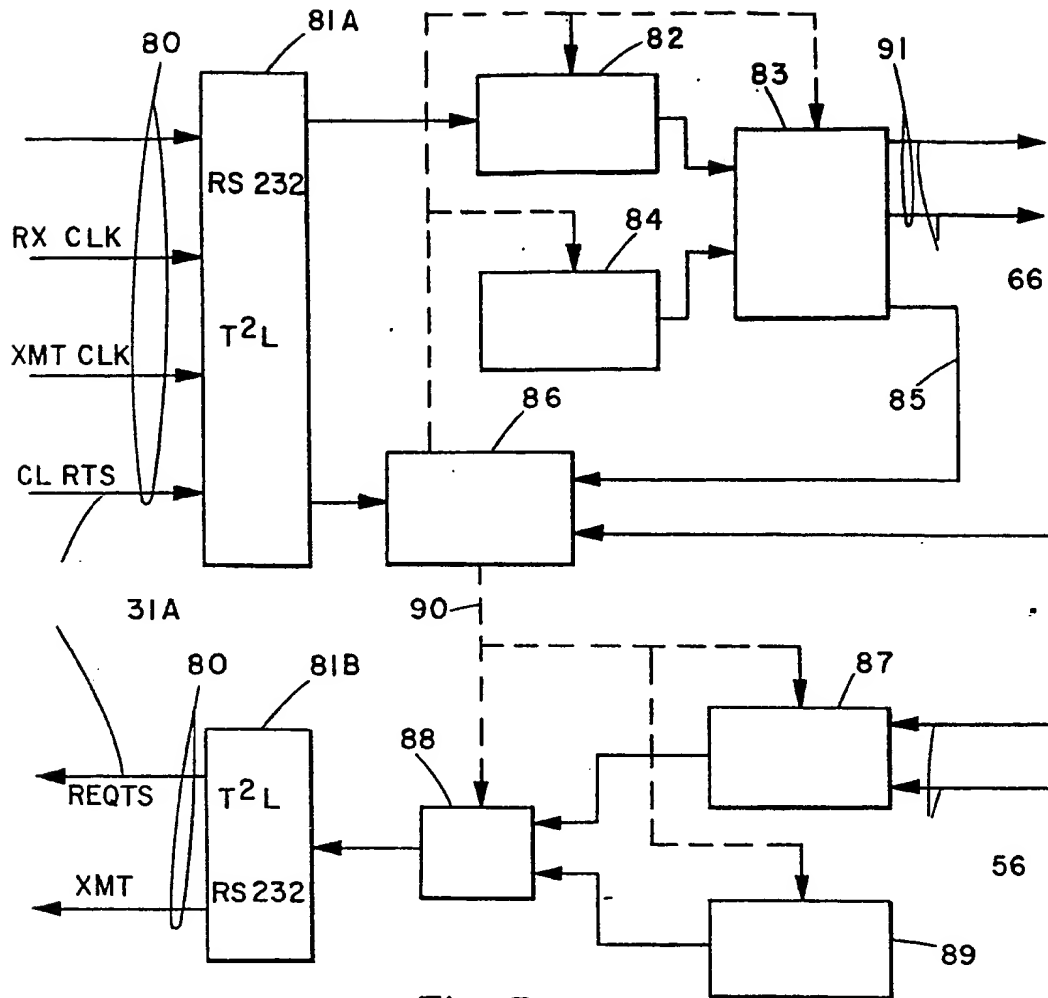 81A
80
82
91
83
RS 232
RX CLK
84
66
T²L
XMT CLK
86
85
CL RTS
90
31A
80
81B
87
88
REQTS
T²L
56
XMT
RS 232
89